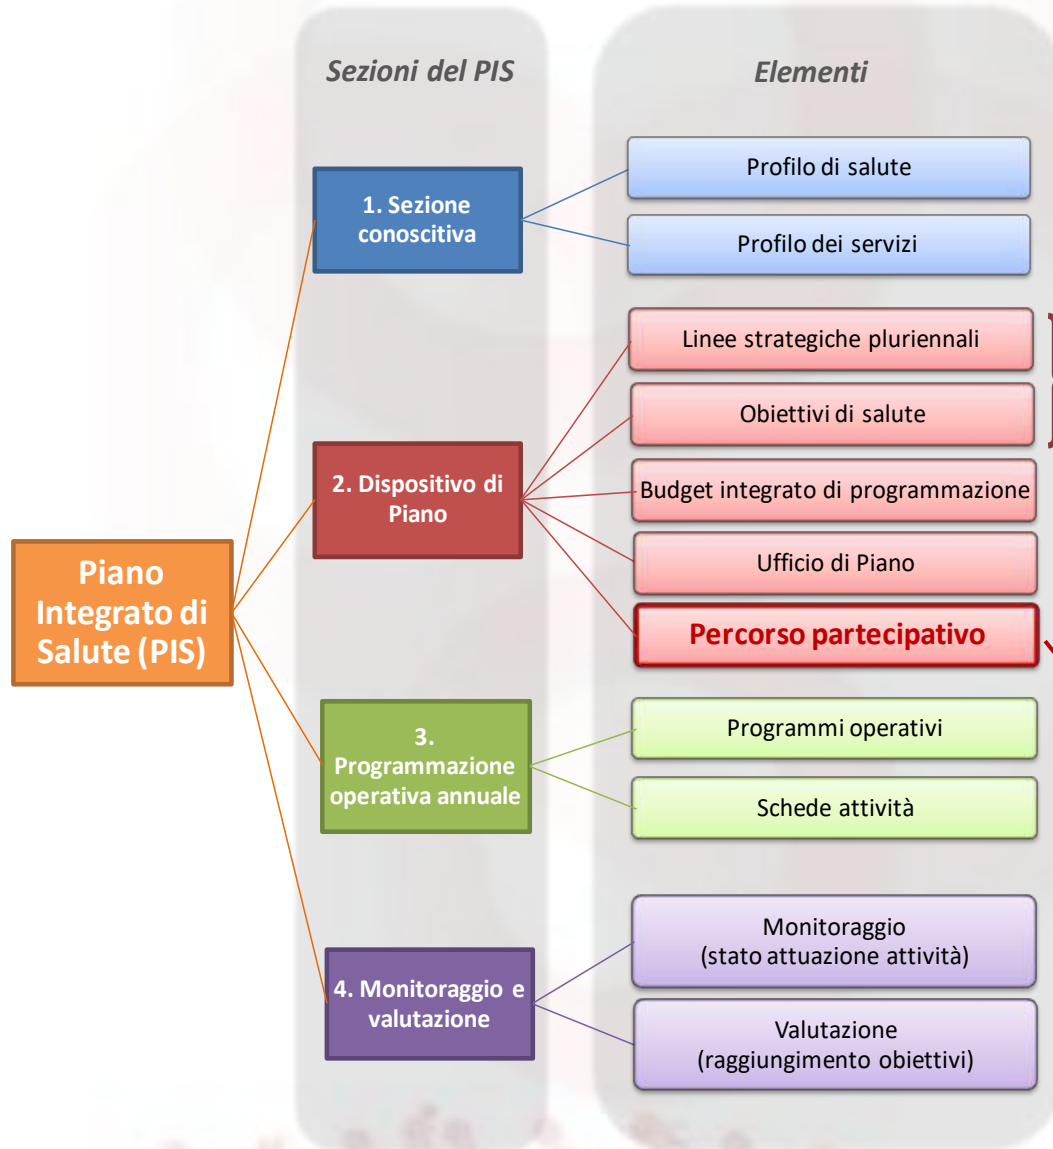 Sezioni del PIS
Elementi
Piano
Integrato di
Salute (PIS)
1. Sezione
conoscitiva
Profilo di salute
Profilo dei servizi
2. Dispositivo di
Piano
Linee strategiche pluriennali
Obiettivi di salute
Budget integrato di programmazione
Ufficio di Piano
Percorso partecipativo
3.
Programmazione
operativa annuale
Programmi operativi
Schede attività
4. Monitoraggio e
valutazione
Monitoraggio
(stato attuazione attività)
Valutazione
(raggiungimento obiettivi)